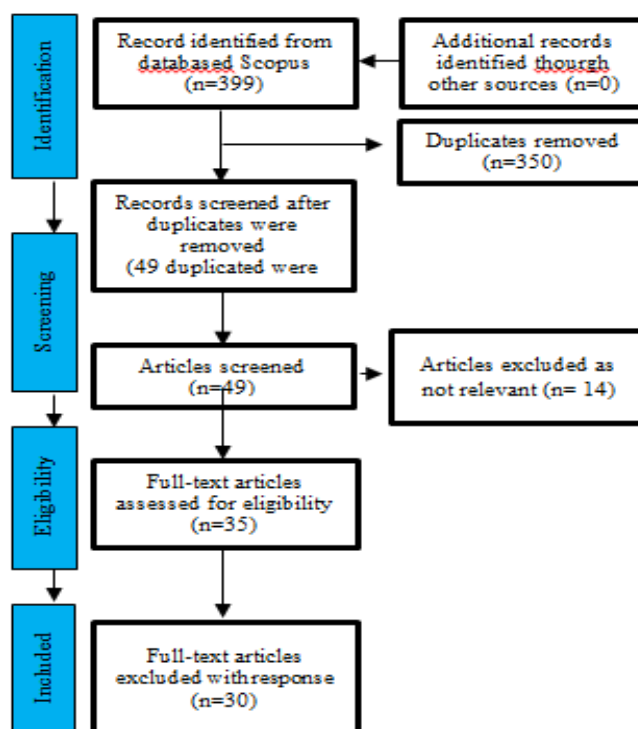 Identification
Record identified from
databased Scopus
(n=399)
Additional records
identified thourgh
other sources (n=0)
Duplicates removed
(n=350)
Records screened after
duplicates were
removed
(49 duplicated were
Screening
Articles screened
(n=49)
Articles excluded as
not relevant (n= 14)
Eligibility
Full-text articles
assessed for eligibility
(n=35)
Included
Full-text articles
excluded with response
(n=30)